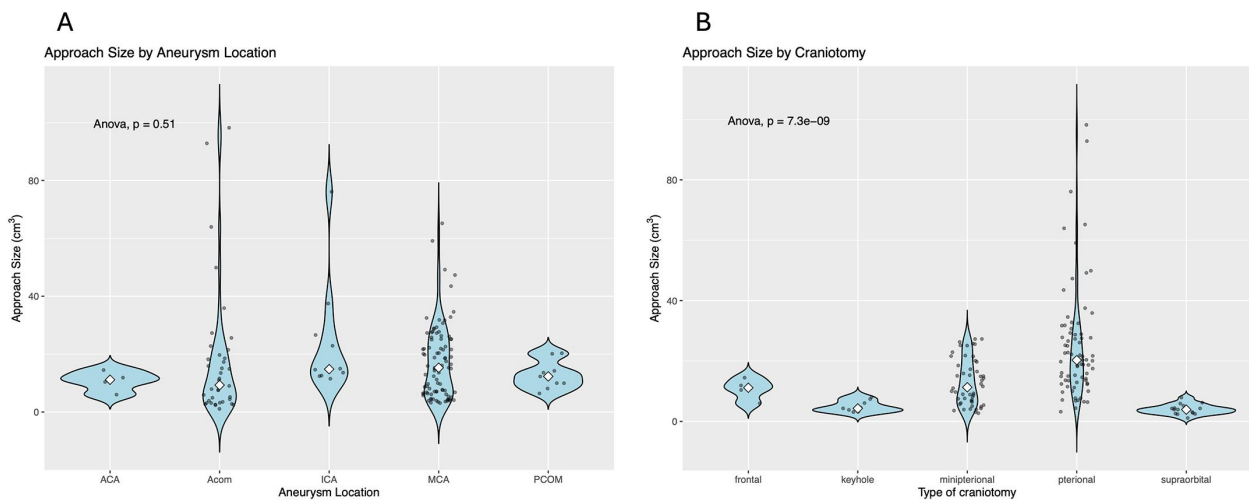 A
Approach Size by Aneurysm Location
Anova, p = 0.51
80
40
0
Approach Size (cm³)
ACA Acom ICA MCA PCOM
Aneurysm Location
B
Approach Size by Craniotomy
Anova, p = 7.3e−09
80
40
0
Approach Size (cm³)
frontal keyhole minipterional pterional supraorbital
Type of craniotomy